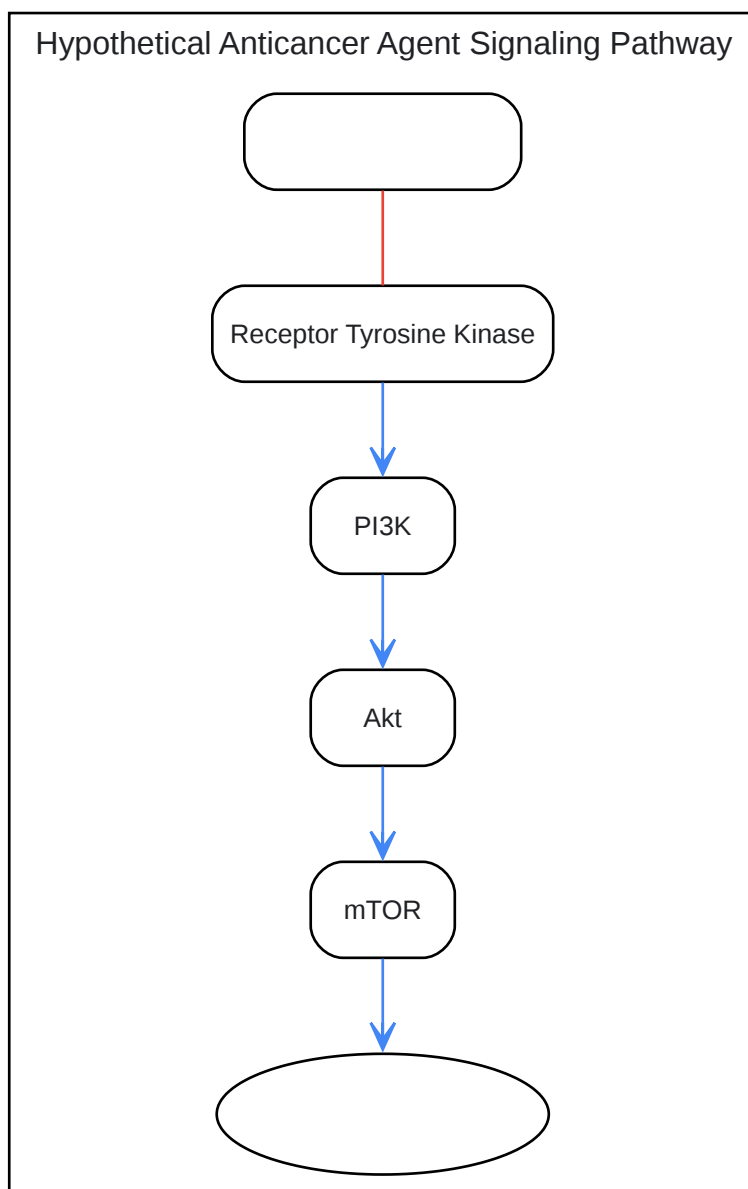 Hypothetical Anticancer Agent Signaling Pathway
Receptor Tyrosine Kinase
PI3K
Akt
mTOR